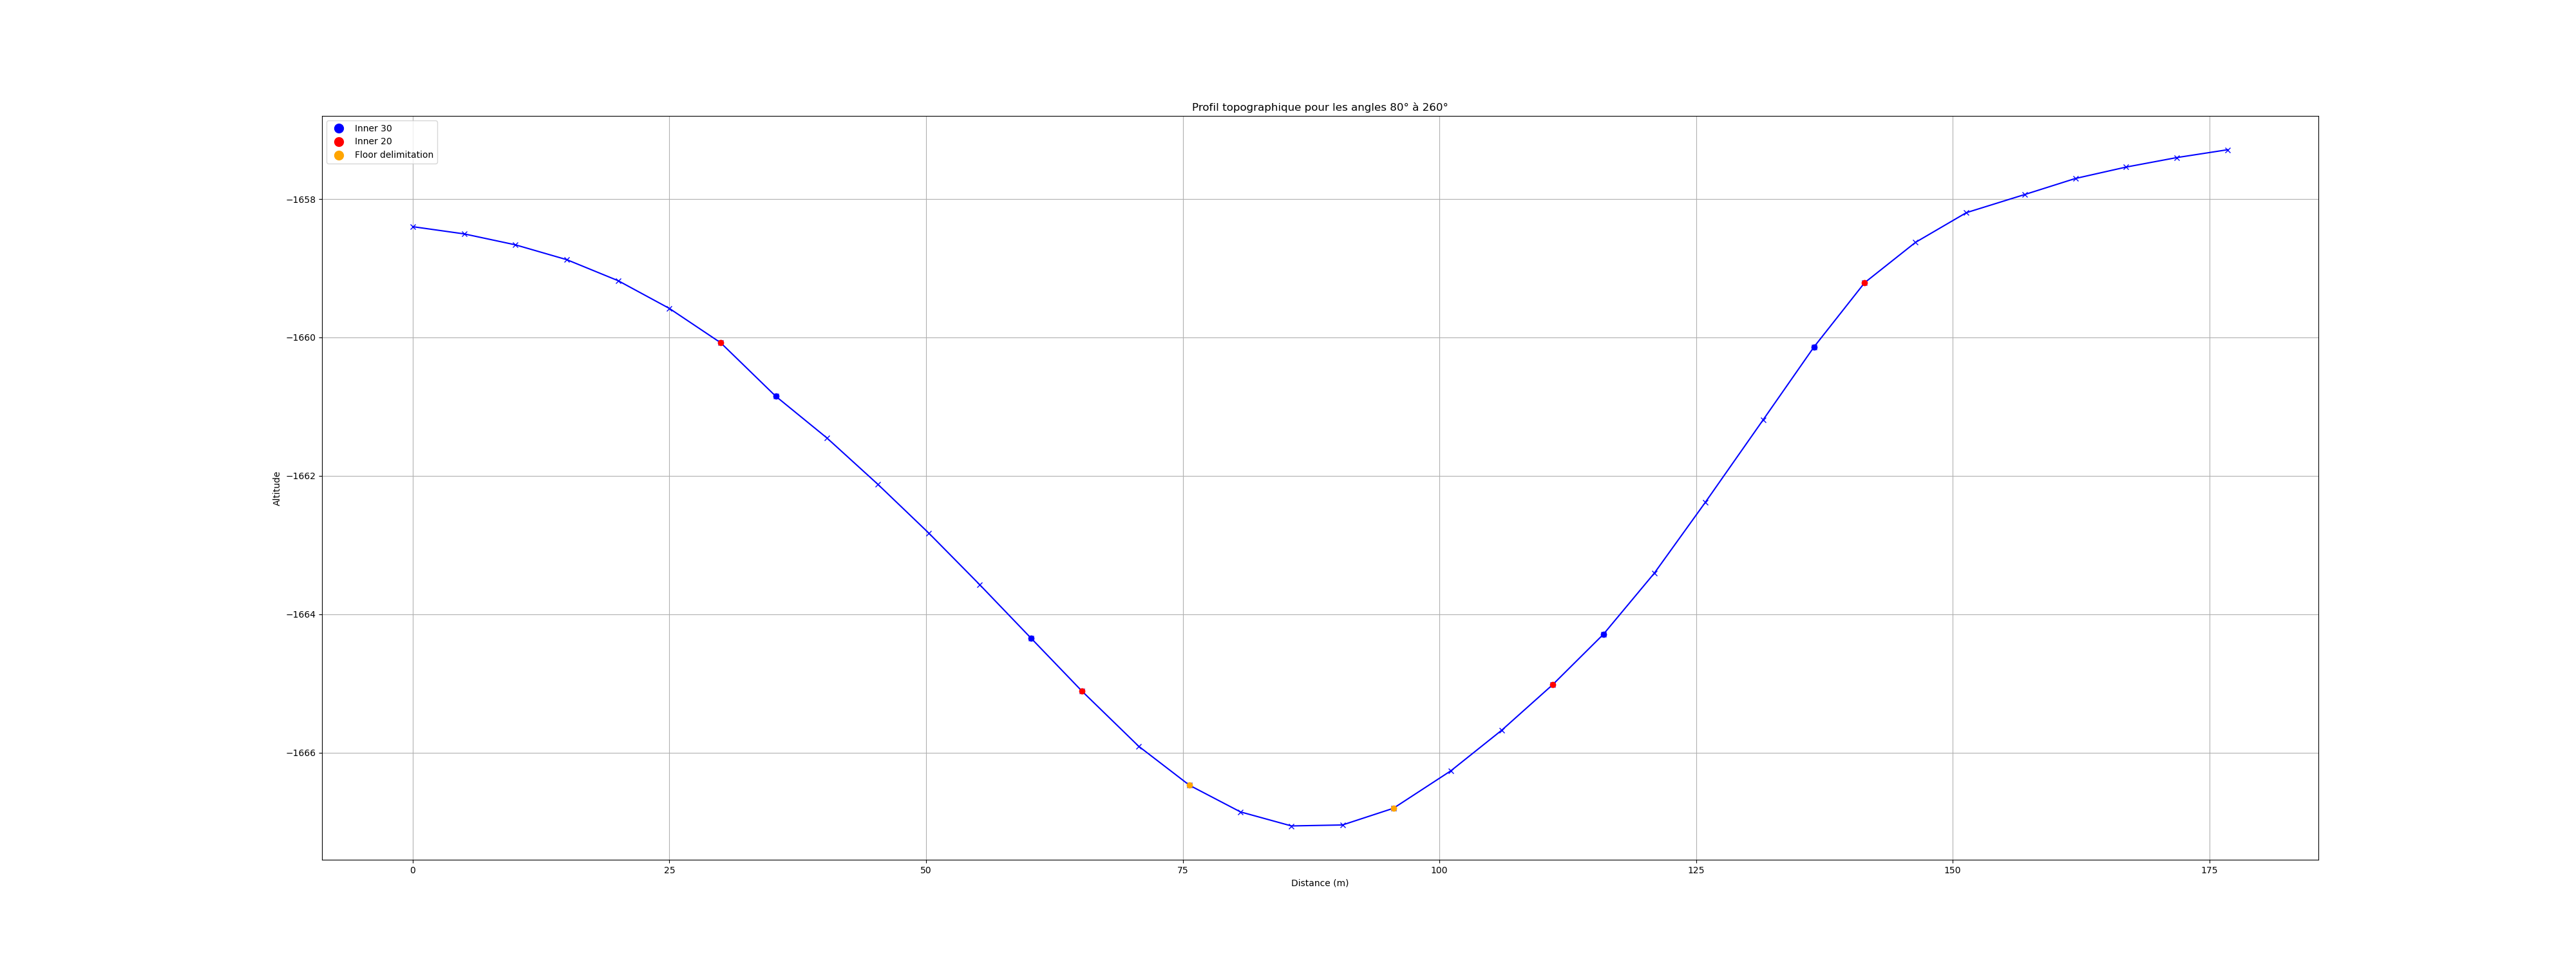 Profil topographique pour les angles 80° à 260°
Inner 30
Inner 20
Floor delimitation
Altitude
−1658
−1660
−1662
−1664
−1666
0 25 50 75 100 125 150 175
Distance (m)